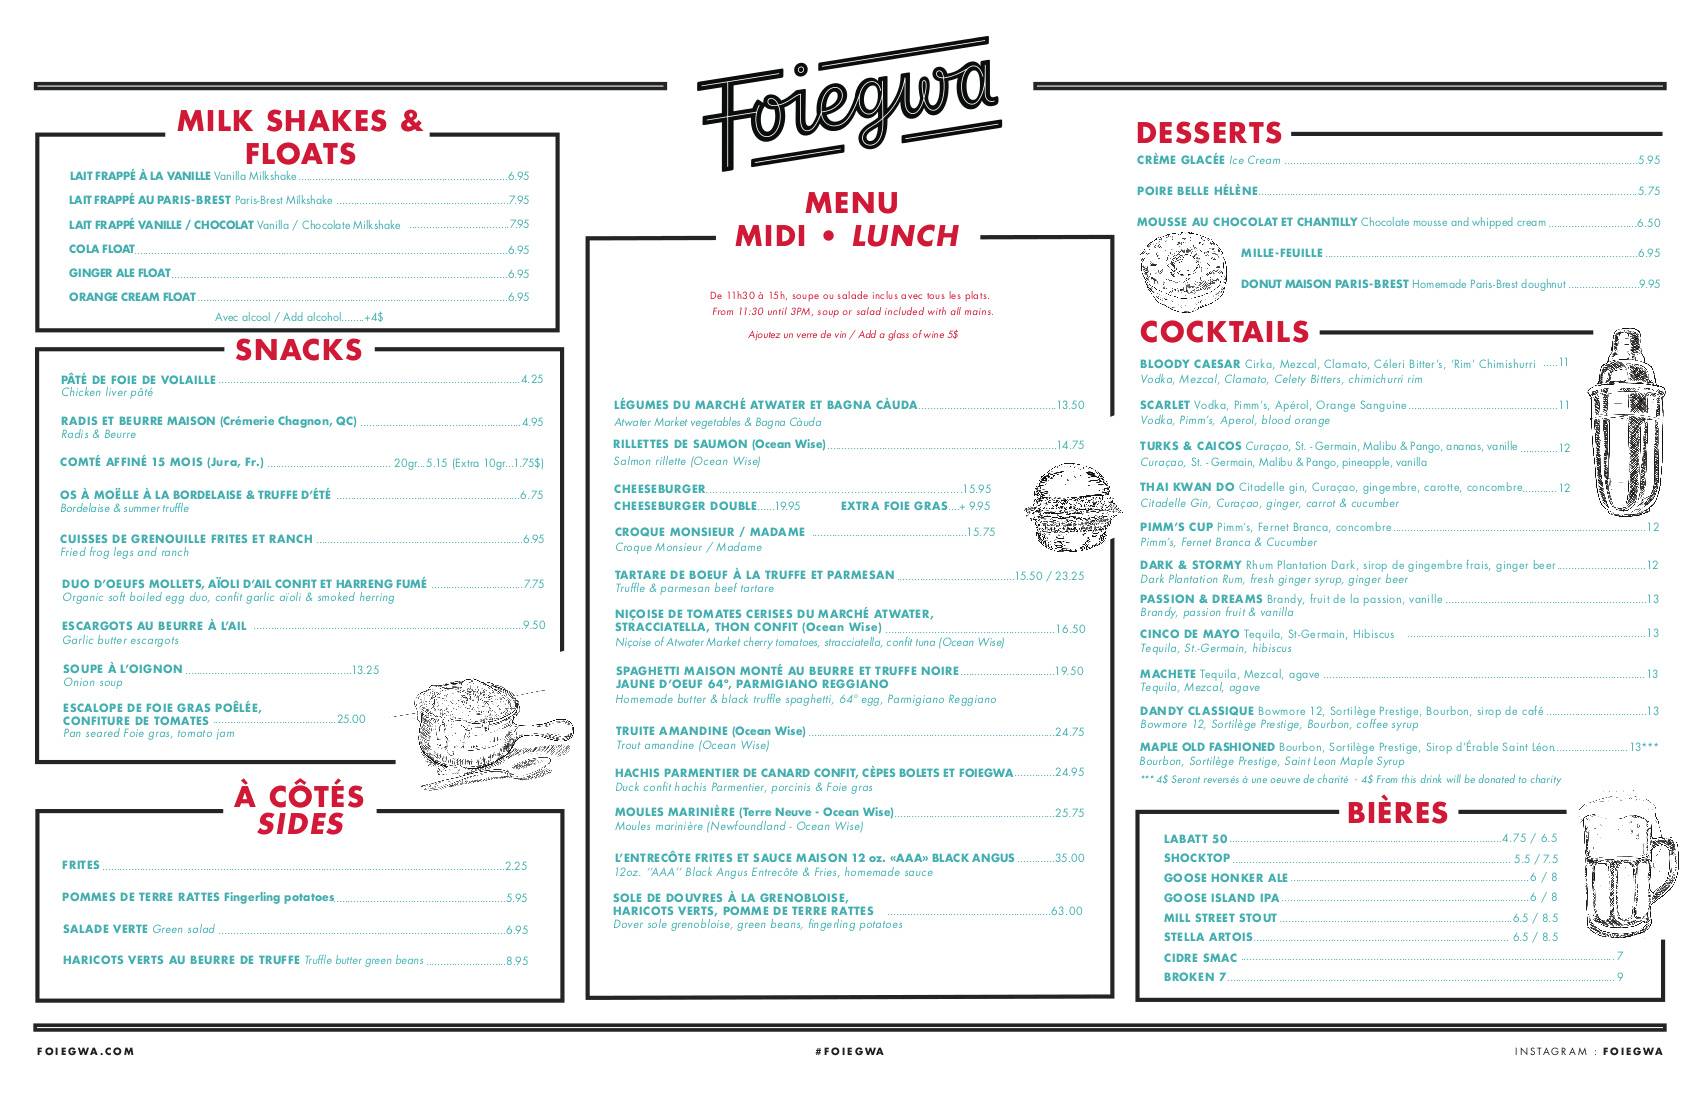 Foiegwa
MILK SHAKES &
FLOATS
LAIT FRAPPÉ À LA VANILLE Vanilla Milkshake 6.95
LAIT FRAPPÉ AU PARIS-BREST Paris-Brest Milkshake 7.95
LAIT FRAPPÉ VANILLE / CHOCOLAT Vanilla / Chocolate Milkshake 7.95
COLA FLOAT 6.95
GINGER ALE FLOAT 6.95
ORANGE CREAM FLOAT 6.95
Avec alcool / Add alcohol........+4$
SNACKS
PÂTÉ DE FOIE DE VOLAILLE 4.25
Chicken liver pâté
RADIS ET BEURRE MAISON (Crémerie Chagnon, QC) 4.95
Radis & Beurre
COMTÉ AFFINÉ 15 MOIS (Jura, Fr.) 20gr...5.15 (Extra 10gr...1.75$)
OS À MOËLLE À LA BORDELAISE & TRUFFE D'ÉTÉ 6.75
Bordelaise & summer truffle
CUISSES DE GRENOUILLE FRITES ET RANCH 6.95
Fried frog legs and ranch
DUO D'OEUFS MOLLETS, AÏOLI D'AIL CONFIT ET HARRENG FUMÉ 7.75
Organic soft boiled egg duo, confit garlic aïoli & smoked herring
ESCARGOTS AU BEURRE À L'AIL 9.50
Garlic butter escargots
SOUPE À L'OIGNON 13.25
Onion soup
ESCALOPE DE FOIE GRAS POÊLÉE,
CONFITURE DE TOMATES 25.00
Pan seared Foie gras, tomato jam
À CÔTÉS
SIDES
FRITES 2.25
POMMES DE TERRE RATTES Fingerling potatoes 5.95
SALADE VERTE Green salad 6.95
HARICOTS VERTS AU BEURRE DE TRUFFE Truffle butter green beans 8.95
MENU
MIDI • LUNCH
De 11h30 à 15h, soupe ou salade inclus avec tous les plats.
From 11:30 until 3PM, soup or salad included with all mains.
Ajoutez un verre de vin / Add a glass of wine 5$
LÉGUMES DU MARCHÉ ATWATER ET BAGNA CÀUDA 13.50
Atwater Market vegetables & Bagna Càuda
RILLETTES DE SAUMON (Ocean Wise) 14.75
Salmon rillette (Ocean Wise)
CHEESEBURGER 15.95
CHEESEBURGER DOUBLE......19.95 EXTRA FOIE GRAS....+ 9.95
CROQUE MONSIEUR / MADAME 15.75
Croque Monsieur / Madame
TARTARE DE BOEUF À LA TRUFFE ET PARMESAN 15.50 / 23.25
Truffle & parmesan beef tartare
NIÇOISE DE TOMATES CERISES DU MARCHÉ ATWATER,
STRACCIATELLA, THON CONFIT (Ocean Wise) 16.50
Niçoise of Atwater Market cherry tomatoes, stracciatella, confit tuna (Ocean Wise)
SPAGHETTI MAISON MONTÉ AU BEURRE ET TRUFFE NOIRE 19.50
JAUNE D'OEUF 64°, PARMIGIANO REGGIANO
Homemade butter & black truffle spaghetti, 64° egg, Parmigiano Reggiano
TRUITE AMANDINE (Ocean Wise) 24.75
Trout amandine (Ocean Wise)
HACHIS PARMENTIER DE CANARD CONFIT, CÈPES BOLETS ET FOIEGWA 24.95
Duck confit hachis Parmentier, porcinis & Foie gras
MOULES MARINIÈRE (Terre Neuve - Ocean Wise) 25.75
Moules marinière (Newfoundland - Ocean Wise)
L'ENTRECÔTE FRITES ET SAUCE MAISON 12 oz. «AAA» BLACK ANGUS 35.00
12oz. "AAA" Black Angus Entrecôte & Fries, homemade sauce
SOLE DE DOUVRES À LA GRENOBLOISE,
HARICOTS VERTS, POMME DE TERRE RATTES 63.00
Dover sole grenobloise, green beans, fingerling potatoes
DESSERTS
CRÈME GLACÉE Ice Cream 5.95
POIRE BELLE HÉLÈNE 5.75
MOUSSE AU CHOCOLAT ET CHANTILLY Chocolate mousse and whipped cream 6.50
MILLE-FEUILLE 6.95
DONUT MAISON PARIS-BREST Homemade Paris-Brest doughnut 9.95
COCKTAILS
BLOODY CAESAR Cirka, Mezcal, Clamato, Céleri Bitter's, 'Rim' Chimishurri .....11
Vodka, Mezcal, Clamato, Celety Bitters, chimichurri rim
SCARLET Vodka, Pimm's, Apérol, Orange Sanguine 11
Vodka, Pimm's, Aperol, blood orange
TURKS & CAICOS Curaçao, St. - Germain, Malibu & Pango, ananas, vanille 12
Curaçao, St. - Germain, Malibu & Pango, pineapple, vanilla
THAI KWAN DO Citadelle gin, Curaçao, gingembre, carotte, concombre 12
Citadelle Gin, Curaçao, ginger, carrot & cucumber
PIMM'S CUP Pimm's, Fernet Branca, concombre 12
Pimm's, Fernet Branca & Cucumber
DARK & STORMY Rhum Plantation Dark, sirop de gingembre frais, ginger beer 12
Dark Plantation Rum, fresh ginger syrup, ginger beer
PASSION & DREAMS Brandy, fruit de la passion, vanille 13
Brandy, passion fruit & vanilla
CINCO DE MAYO Tequila, St-Germain, Hibiscus 13
Tequila, St.-Germain, hibiscus
MACHETE Tequila, Mezcal, agave 13
Tequila, Mezcal, agave
DANDY CLASSIQUE Bowmore 12, Sortilège Prestige, Bourbon, sirop de café 13
Bowmore 12, Sortilège Prestige, Bourbon, coffee syrup
MAPLE OLD FASHIONED Bourbon, Sortilège Prestige, Sirop d'Érable Saint Léon 13***
Bourbon, Sortilège Prestige, Saint Leon Maple Syrup
*** 4$ Seront reversés à une oeuvre de charité - 4$ From this drink will be donated to charity
BIÈRES
LABATT 50 4.75 / 6.5
SHOCKTOP 5.5 / 7.5
GOOSE HONKER ALE 6 / 8
GOOSE ISLAND IPA 6 / 8
MILL STREET STOUT 6.5 / 8.5
STELLA ARTOIS 6.5 / 8.5
CIDRE SMAC 7
BROKEN 7 9
FOIEGWA.COM
#FOIEGWA
INSTAGRAM : FOIEGWA